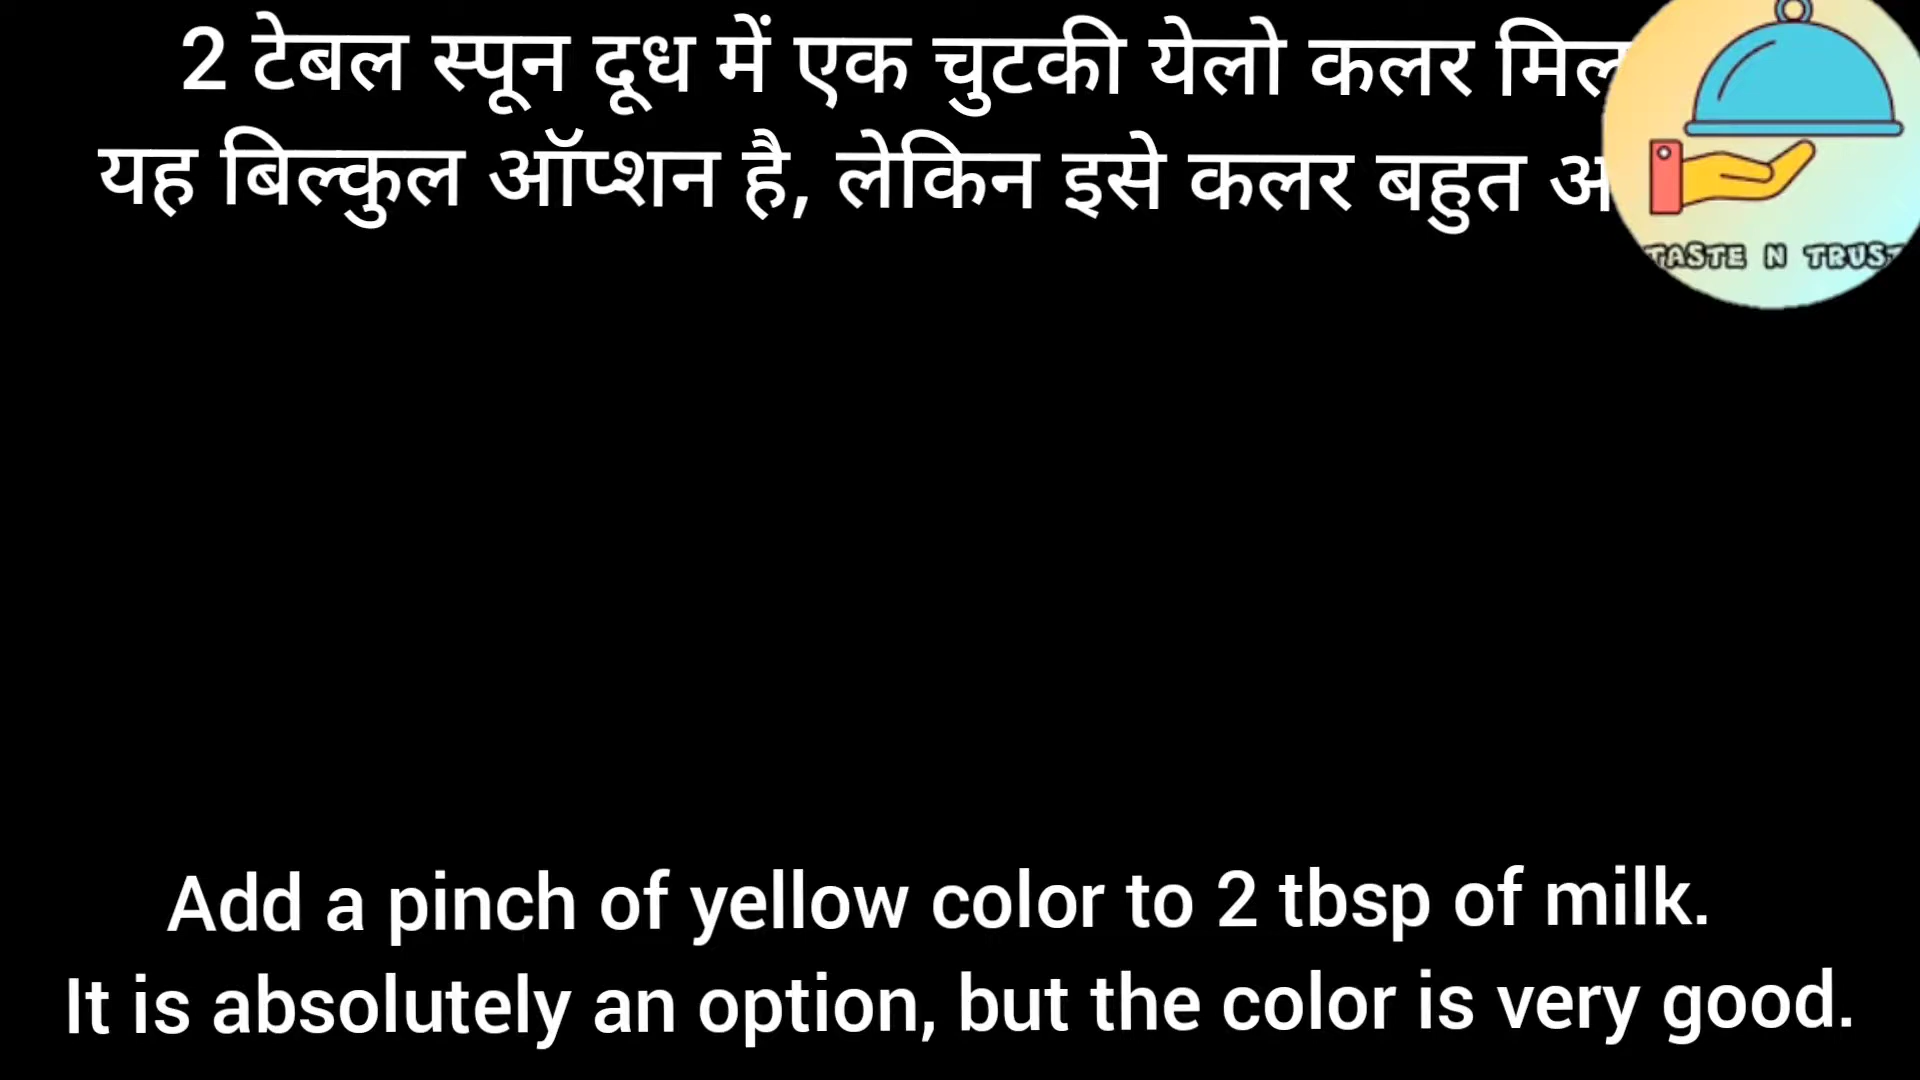 2 टेबल स्पून दूध में एक चुटकी येलो कलर
यह बिल्कुल ऑप्शन है, लेकिन इसे कलर बहुत
TASTE N TRUST
Add a pinch of yellow color to 2 tbsp of milk.
It is absolutely an option, but the color is very good.